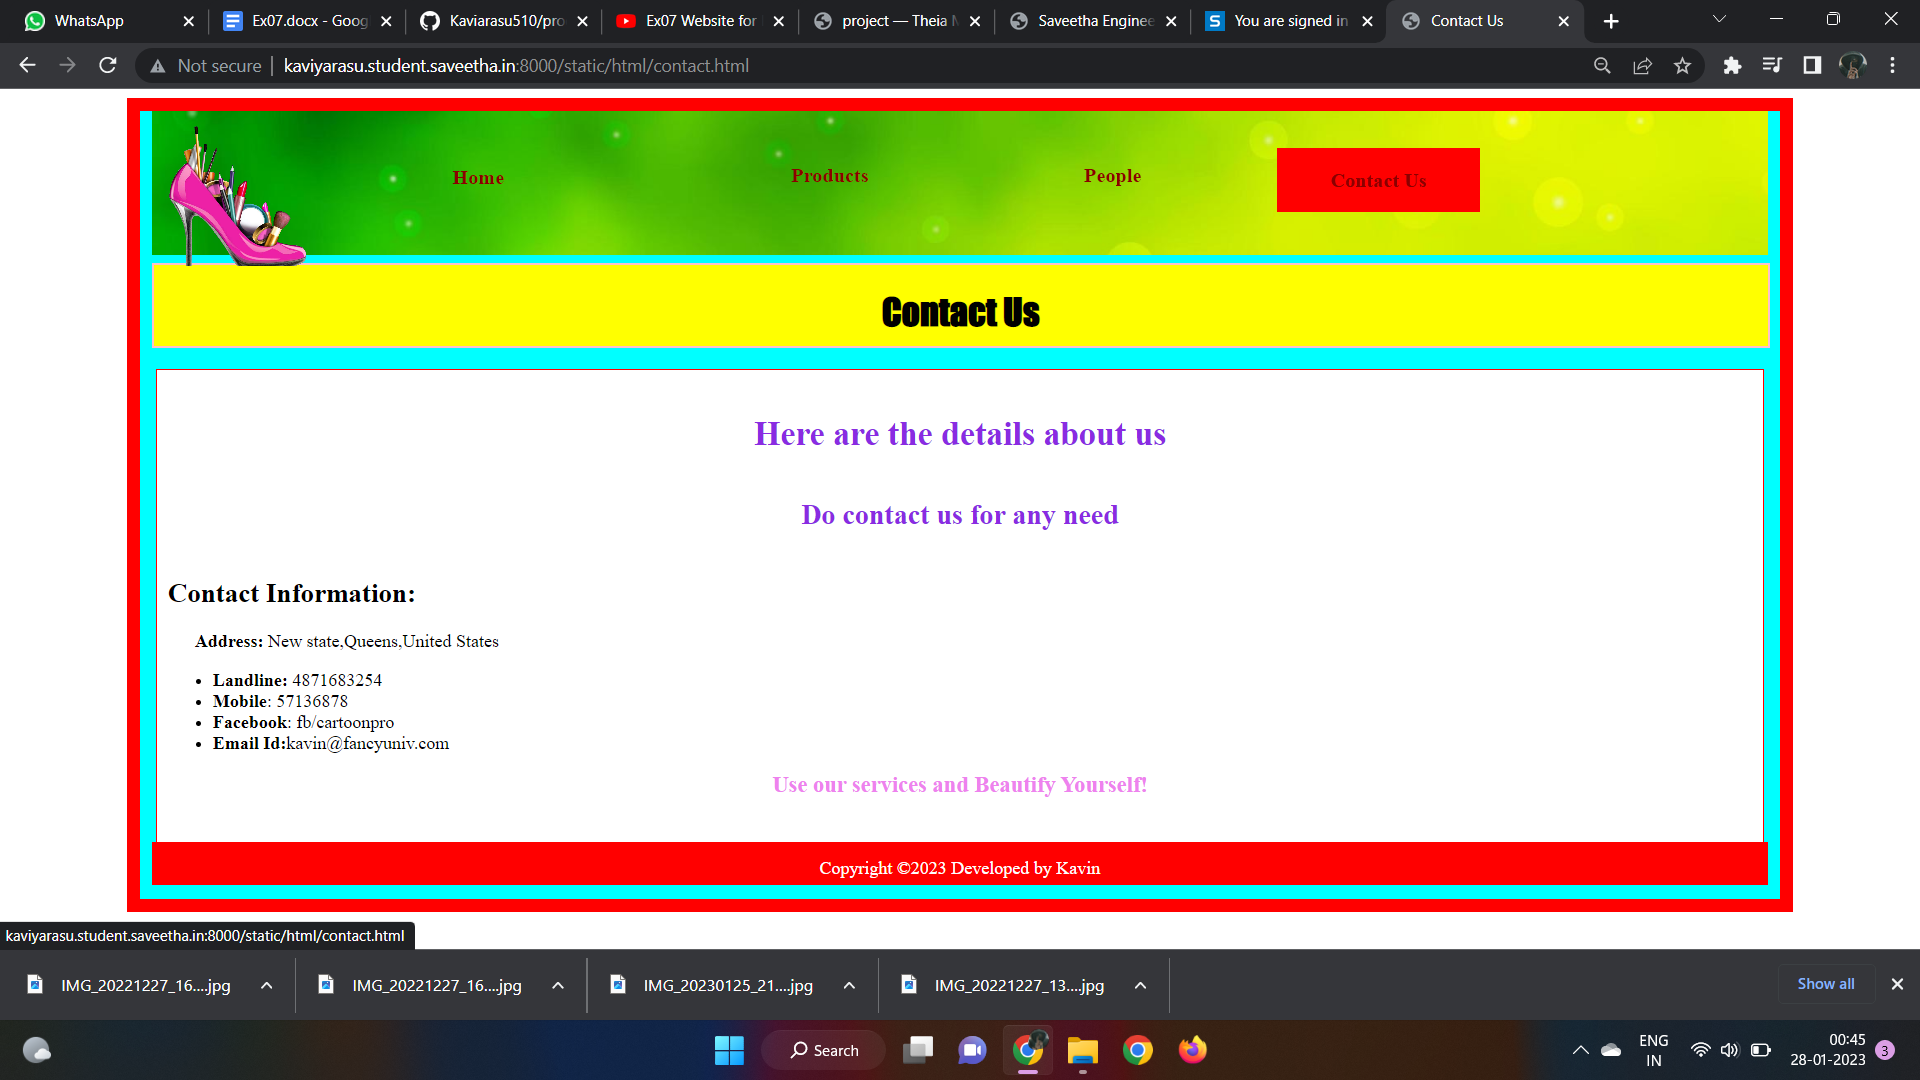 WhatsApp
Ex07.docx - Goog
Kaviarasu510/pro
Ex07 Website for
project — Theia
Saveetha Enginee
You are signed in
Contact Us
Not secure
kaviyarasu.student.saveetha.in:8000/static/html/contact.html
Home
Products
People
Contact Us
Contact Us
Here are the details about us
Do contact us for any need
Contact Information:
Address: New state,Queens,United States
• Landline: 4871683254
• Mobile: 57136878
• Facebook: fb/cartoonpro
• Email Id:kavin@fancyuniv.com
Use our services and Beautify Yourself!
Copyright ©2023 Developed by Kavin
kaviyarasu.student.saveetha.in:8000/static/html/contact.html
IMG_20221227_16....jpg
IMG_20221227_16....jpg
IMG_20230125_21....jpg
IMG_20221227_13....jpg
Show all
Search
ENG
IN
00:45
28-01-2023
3